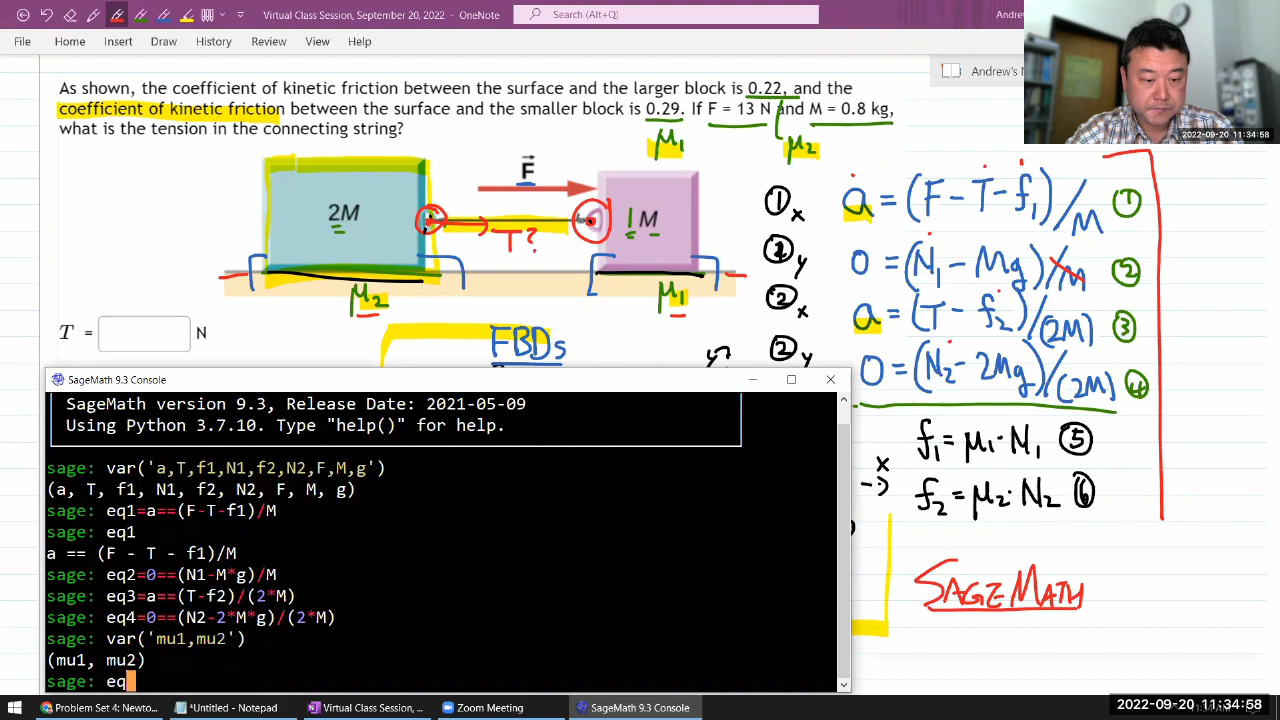 Virtual Class Session, September 20, 2022 - OneNote
Search (Alt+Q)
Andrew
File Home Insert Draw History Review View Help
Andrew's N
As shown, the coefficient of kinetic friction between the surface and the larger block is 0.22, and the
coefficient of kinetic friction between the surface and the smaller block is 0.29. If F = 13 N and M = 0.8 kg,
what is the tension in the connecting string?
μ1 μ2
2022-09-20 11:34:58
F
2M
T?
1 M
μ2 μ1
T = N
FBDs
y
①x a = (F - T - f1)/M ①
②y 0 = (N1 - Mg)/M ②
②x a = (T - f2)/(2M) ③
②y 0 = (N2 - 2Mg)/(2M) ④
x
f1 = μ1·N1 ⑤
f2 = μ2·N2 ⑥
SAGEMATH
SageMath 9.3 Console
SageMath version 9.3, Release Date: 2021-05-09
Using Python 3.7.10. Type "help()" for help.
sage: var('a,T,f1,N1,f2,N2,F,M,g')
(a, T, f1, N1, f2, N2, F, M, g)
sage: eq1=a==(F-T-f1)/M
sage: eq1
a == (F - T - f1)/M
sage: eq2=0==(N1-M*g)/M
sage: eq3=a==(T-f2)/(2*M)
sage: eq4=0==(N2-2*M*g)/(2*M)
sage: var('mu1,mu2')
(mu1, mu2)
sage: eq
Problem Set 4: Newto...
*Untitled - Notepad
Virtual Class Session, ...
Zoom Meeting
SageMath 9.3 Console
2022-09-20 11:34:58